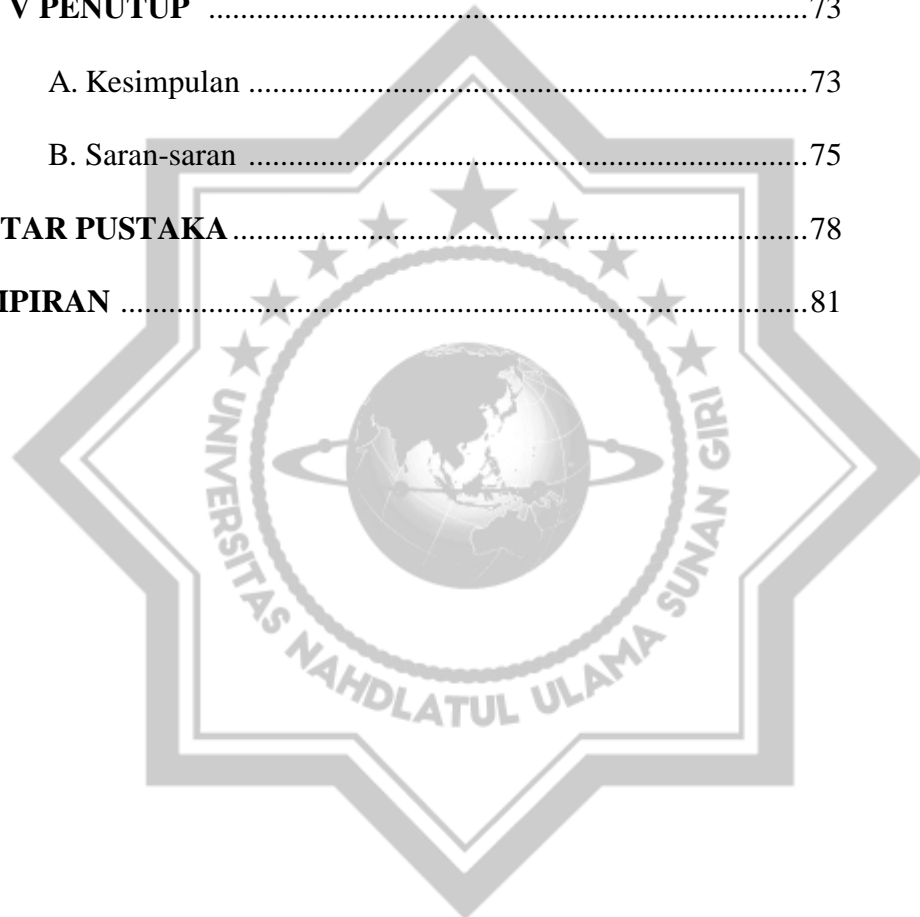 V PENUTUP ........................................................................................... 73
A. Kesimpulan ..................................................................................... 73
B. Saran-saran ..................................................................................... 75
TAR PUSTAKA ....................................................................................... 78
IPIRAN ........................................................................................................ 81
UNIVERSITAS NAHDLATUL ULAMA SUNAN GIRI